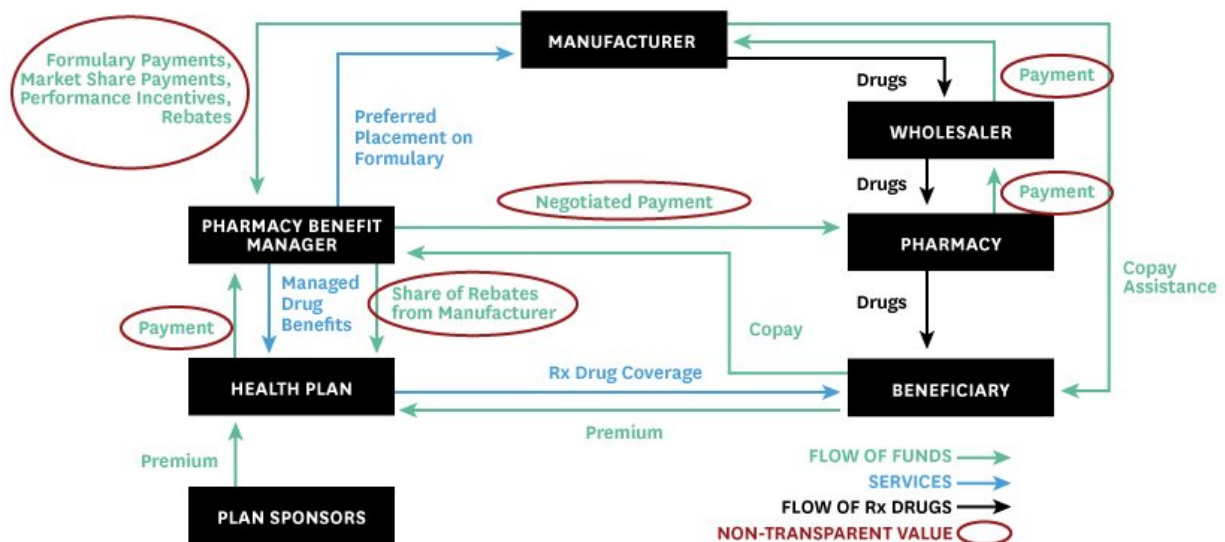 MANUFACTURER
Formulary Payments,
Market Share Payments,
Performance Incentives,
Rebates
Drugs
Payment
Preferred
Placement on
Formulary
WHOLESALER
Drugs
Payment
Negotiated Payment
PHARMACY BENEFIT
MANAGER
PHARMACY
Managed
Drug
Benefits
Share of Rebates
from Manufacturer
Payment
Drugs
Copay
Assistance
Copay
HEALTH PLAN
Rx Drug Coverage
BENEFICIARY
Premium
Premium
PLAN SPONSORS
FLOW OF FUNDS
SERVICES
FLOW OF Rx DRUGS
NON-TRANSPARENT VALUE